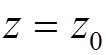 z = z₀